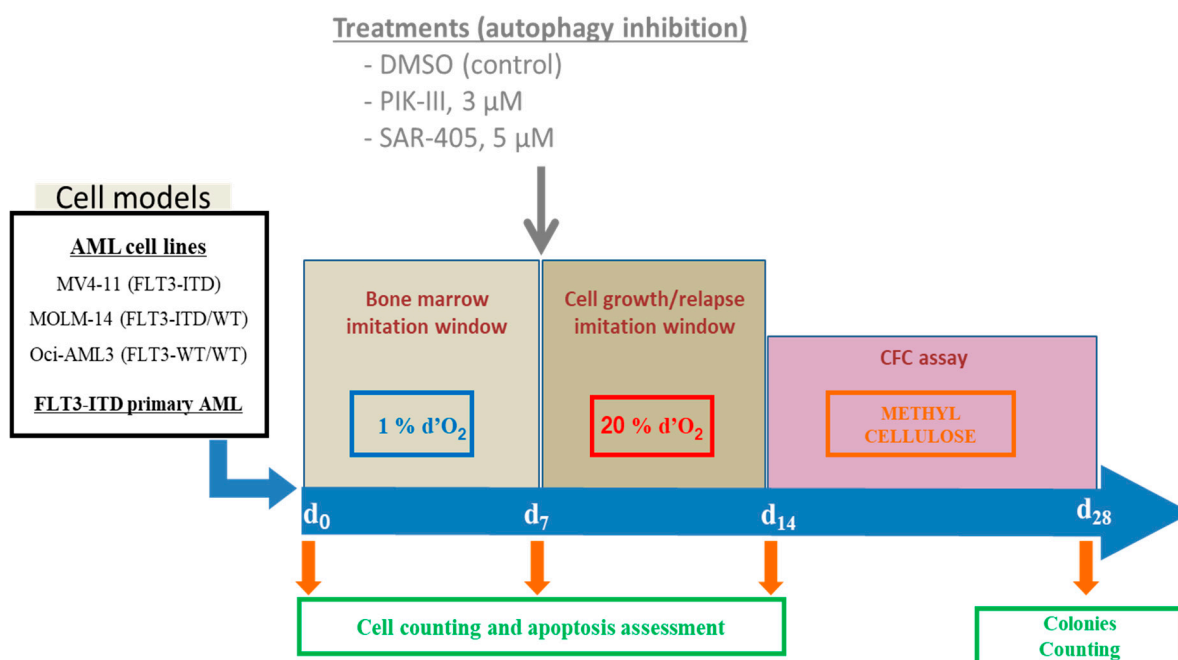 Treatments (autophagy inhibition)
- DMSO (control)
- PIK-III, 3 µM
- SAR-405, 5 µM
Cell models
AML cell lines
MV4-11 (FLT3-ITD)
MOLM-14 (FLT3-ITD/WT)
Oci-AML3 (FLT3-WT/WT)
FLT3-ITD primary AML
Bone marrow
imitation window
1 % d’O₂
Cell growth/relapse
imitation window
20 % d’O₂
CFC assay
METHYL
CELLULOSE
d₀
d₇
d₁₄
d₂₈
Cell counting and apoptosis assessment
Colonies
Counting